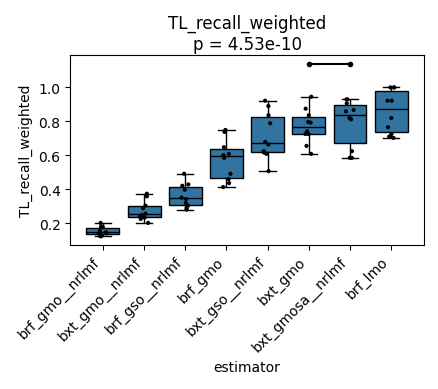 TL_recall_weighted
p = 4.53e-10
TL_recall_weighted
1.0
0.8
0.6
0.4
0.2
brf_gmo__nrlmf
bxt_gmo__nrlmf
brf_gso__nrlmf
brf_gmo
bxt_gso__nrlmf
bxt_gmo
bxt_gmosa__nrlmf
brf_lmo
estimator